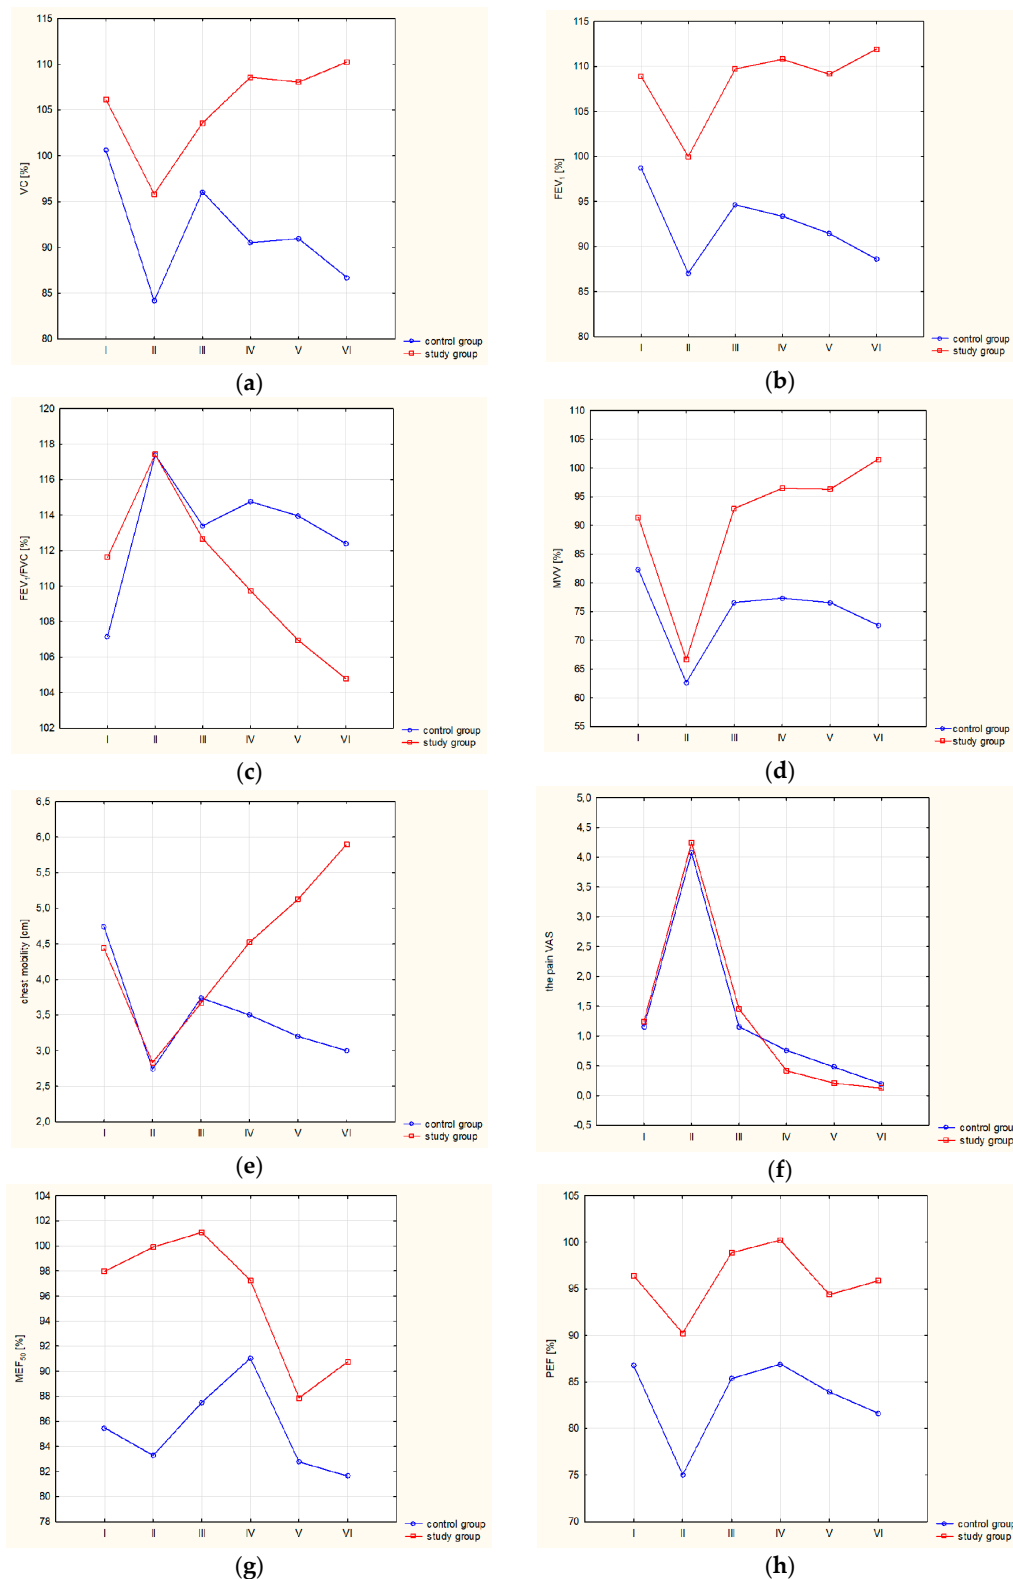 115
110
105
100
95
90
85
80
VC [%]
I II III IV V VI
control group
study group
(a)
115
110
105
100
95
90
85
80
FEV₁ [%]
I II III IV V VI
control group
study group
(b)
120
118
116
114
112
110
108
106
104
102
FEV₁/FVC [%]
I II III IV V VI
control group
study group
(c)
110
105
100
95
90
85
80
75
70
65
60
55
MVV [%]
I II III IV V VI
control group
study group
(d)
6,5
6,0
5,5
5,0
4,5
4,0
3,5
3,0
2,5
2,0
chest mobility [cm]
I II III IV V VI
control group
study group
(e)
5,0
4,5
4,0
3,5
3,0
2,5
2,0
1,5
1,0
0,5
0,0
-0,5
the pain VAS
I II III IV V VI
control group
study group
(f)
104
102
100
98
96
94
92
90
88
86
84
82
80
78
MEF₅₀ [%]
I II III IV V VI
control group
study group
(g)
105
100
95
90
85
80
75
70
PEF [%]
I II III IV V VI
control group
study group
(h)